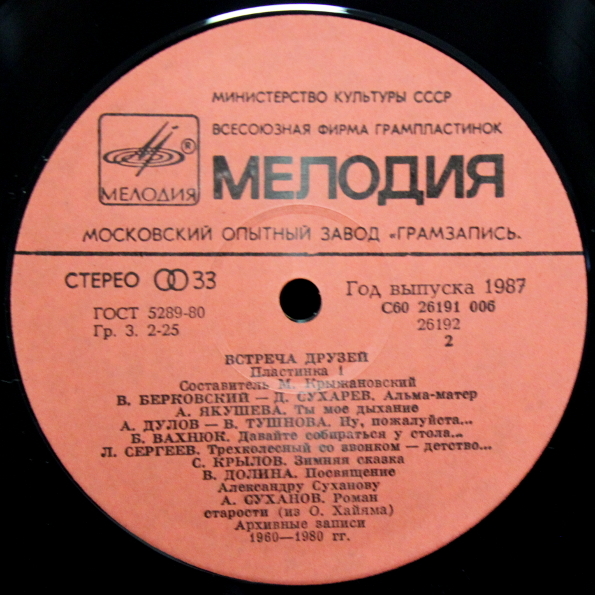 МИНИСТЕРСТВО КУЛЬТУРЫ СССР
ВСЕСОЮЗНАЯ ФИРМА ГРАМПЛАСТИНОК
®
МЕЛОДИЯ
МЕЛОДИЯ
МОСКОВСКИЙ ОПЫТНЫЙ ЗАВОД «ГРАМЗАПИСЬ»
СТЕРЕО 33
Год выпуска 1987
ГОСТ 5289-80
С60 26191 006
Гр. 3. 2-25
26192
2
ВСТРЕЧА ДРУЗЕЙ
Пластинка 1
Составитель М. Крыжановский
В. БЕРКОВСКИЙ — Д. СУХАРЕВ. Альма-матер
А. ЯКУШЕВА. Ты мое дыхание
А. ДУЛОВ — В. ТУШНОВА. Ну, пожалуйста...
Б. ВАХНЮК. Давайте собираться у стола...
Л. СЕРГЕЕВ. Трехколесный со звонком — детство...
С. КРЫЛОВ. Зимняя сказка
В. ДОЛИНА. Посвящение
Александру Суханову
А. СУХАНОВ. Роман
старости (из О. Хайяма)
Архивные записи
1960—1980 гг.